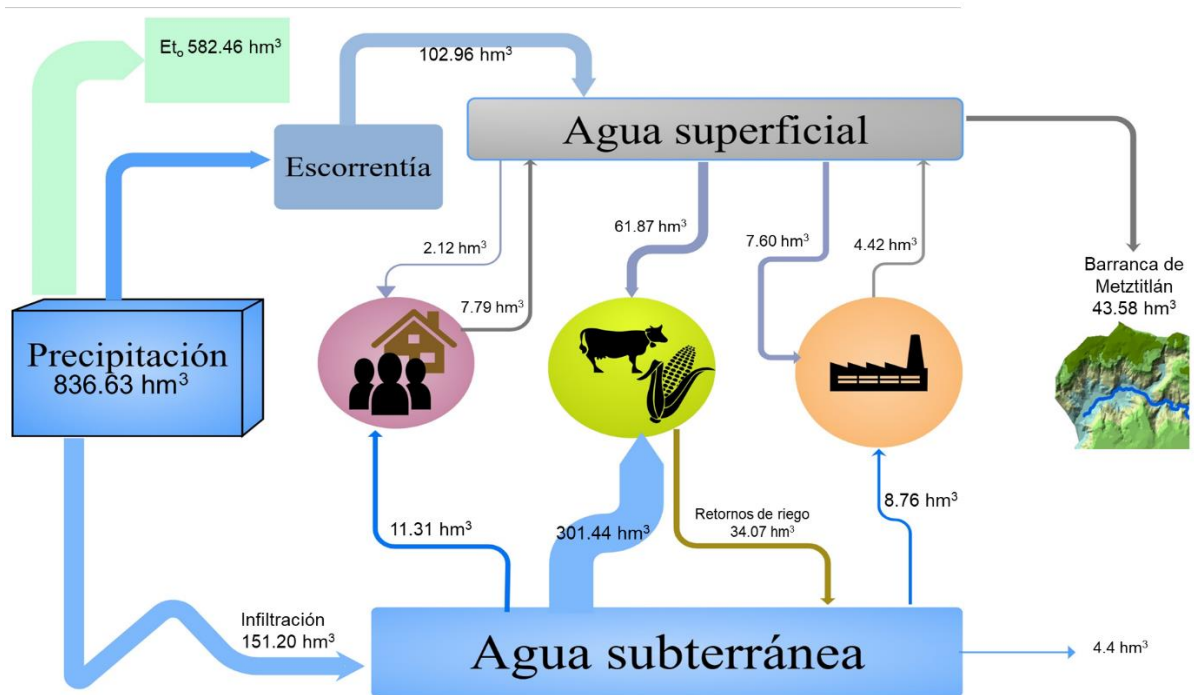 Etₒ 582.46 hm³
102.96 hm³
Agua superficial
Escorrentía
2.12 hm³
7.79 hm³
61.87 hm³
7.60 hm³
4.42 hm³
Barranca de
Metztitlán
43.58 hm³
Precipitación
836.63 hm³
11.31 hm³
301.44 hm³
Retornos de riego
34.07 hm³
8.76 hm³
Infiltración
151.20 hm³
Agua subterránea
4.4 hm³